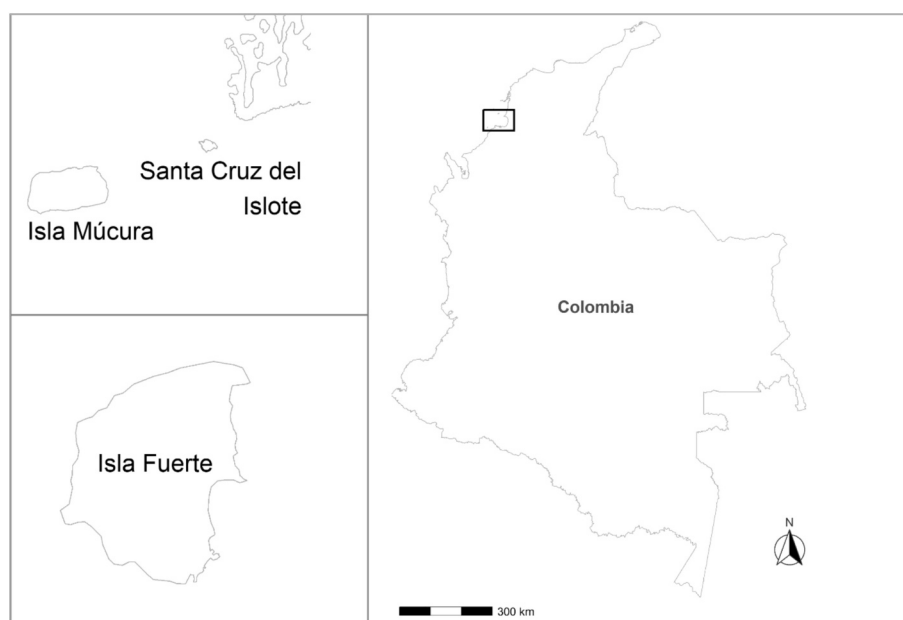 Santa Cruz del
Islote
Isla Múcura
Isla Fuerte
Colombia
N
300 km